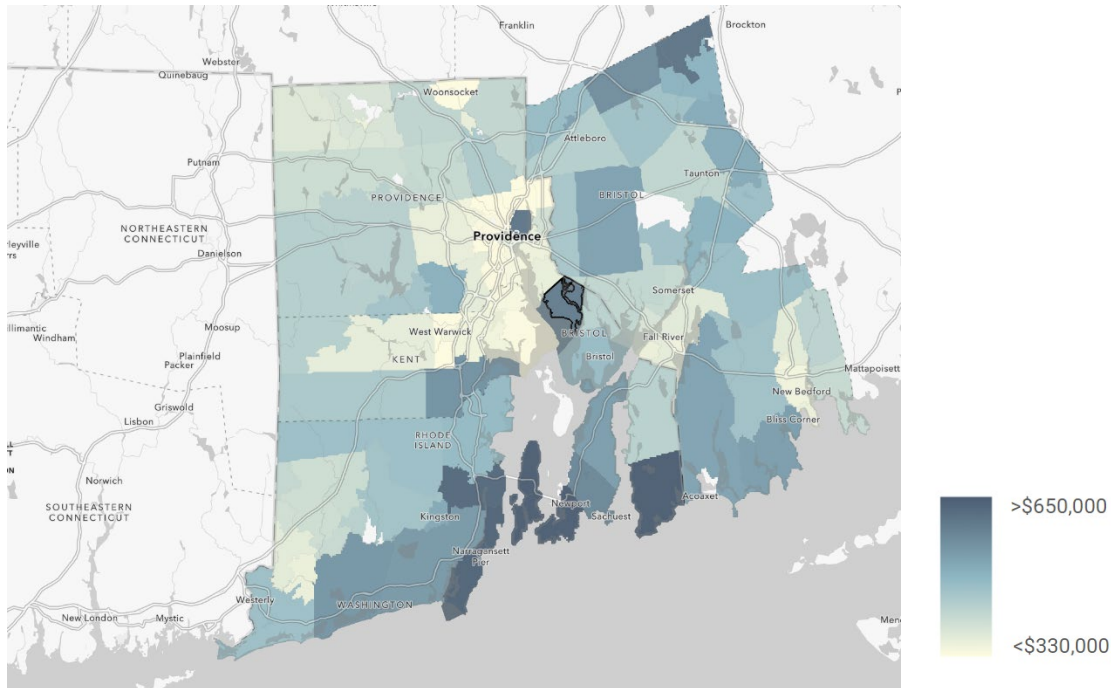 Franklin
Brockton
Webster
Quinebaug
Woonsocket
Attleboro
Putnam
Taunton
PROVIDENCE
BRISTOL
NORTHEASTERN
CONNECTICUT
Providence
Danielson
Somerset
Moosup
West Warwick
BRISTOL
Fall River
Windham
Plainfield
Packer
KENT
Bristol
Mattapoisett
Griswold
New Bedford
Lisbon
Bliss Corner
RHODE
ISLAND
Norwich
Acoaxet
SOUTHEASTERN
CONNECTICUT
Kingston
Newport
Sachuest
Narragansett
Pier
Westerly
WASHINGTON
New London
Mystic
>$650,000
<$330,000